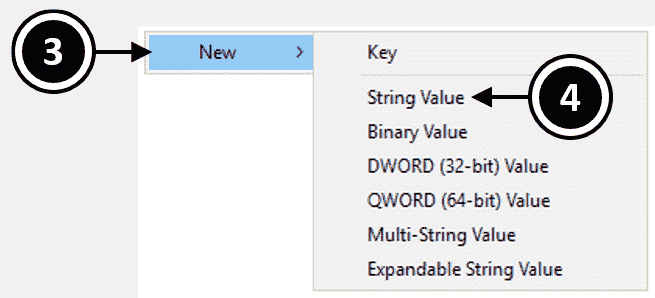 3
New > Key
String Value
4
Binary Value
DWORD (32-bit) Value
QWORD (64-bit) Value
Multi-String Value
Expandable String Value